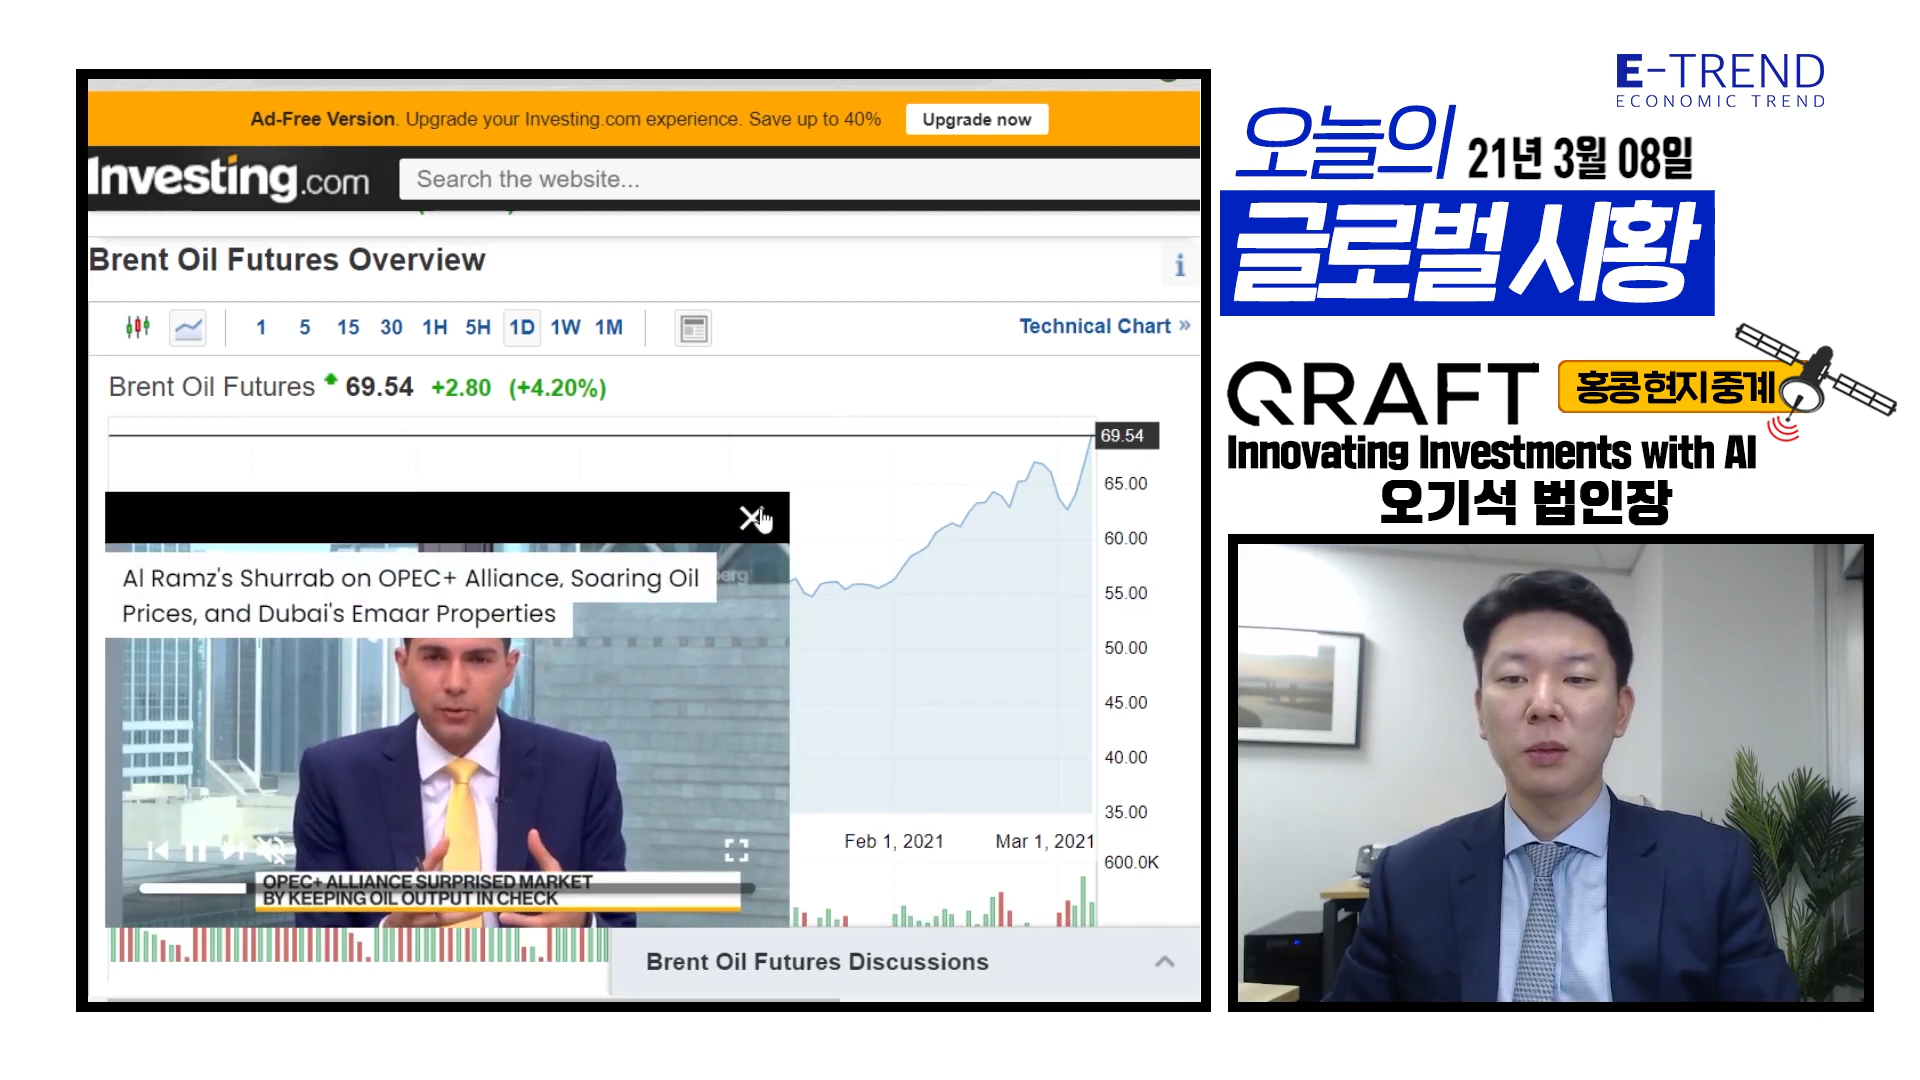 Ad-Free Version. Upgrade your Investing.com experience. Save up to 40%
Upgrade now
Investing.com
Search the website...
Brent Oil Futures Overview
i
1 5 15 30 1H 5H 1D 1W 1M
Technical Chart »
Brent Oil Futures 69.54 +2.80 (+4.20%)
69.54
65.00
60.00
55.00
50.00
45.00
40.00
35.00
Feb 1, 2021 Mar 1, 2021
600.0K
Al Ramz's Shurrab on OPEC+ Alliance, Soaring Oil
Prices, and Dubai's Emaar Properties
OPEC+ ALLIANCE SURPRISED MARKET
BY KEEPING OIL OUTPUT IN CHECK
Brent Oil Futures Discussions
E-TREND
ECONOMIC TREND
오늘의 21년 3월 08일
글로벌 시황
QRAFT 홍콩 현지 중계
Innovating Investments with AI
오기석 법인장